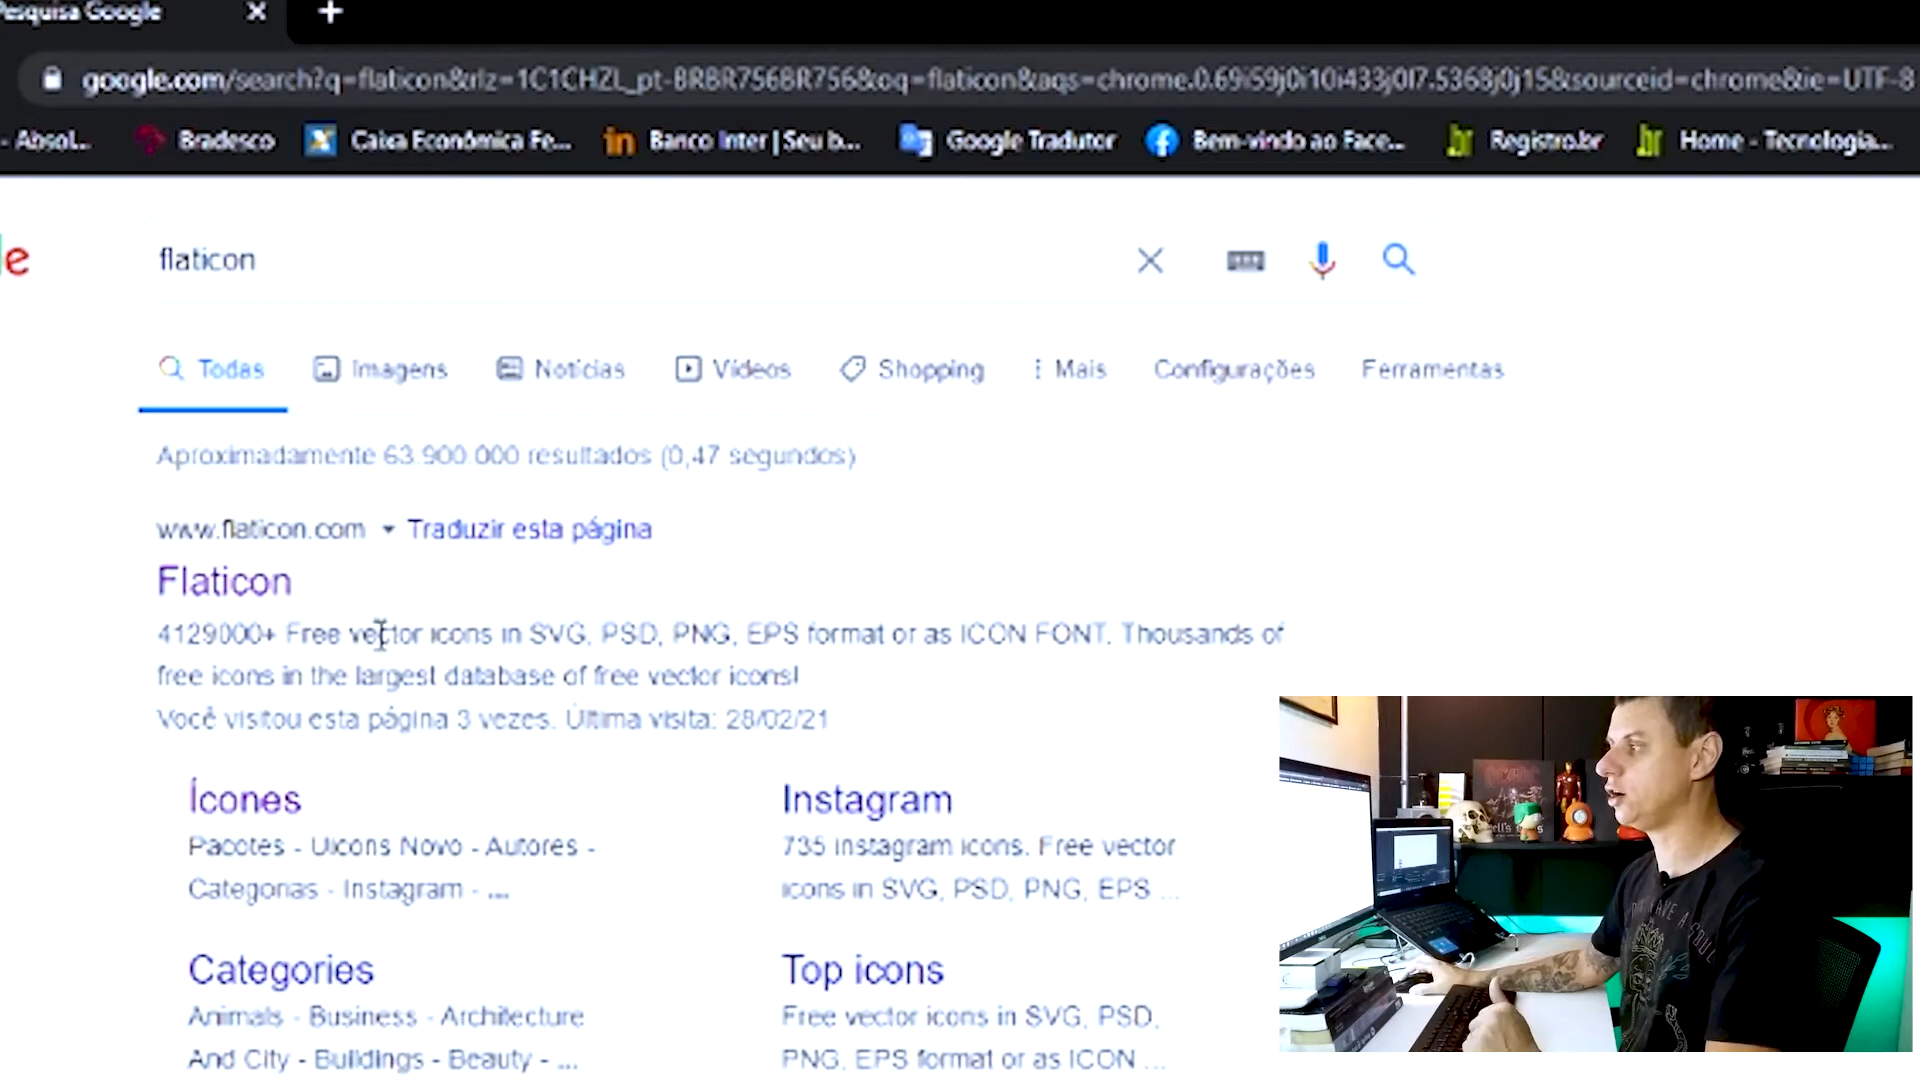 Pesquisa Google
google.com/search?q=flaticon&rlz=1C1CHZL_pt-BRBR756BR756&oq=flaticon&aqs=chrome.0.69i59j0i10i433j0l7.5368j0j15&sourceid=chrome&ie=UTF-8
- Absol... Bradesco Caixa Econômica Fe... Banco Inter | Seu b... Google Tradutor Bem-vindo ao Face... Registro.br Home - Tecnologia...
e flaticon
Todas Imagens Notícias Vídeos Shopping Mais Configurações Ferramentas
Aproximadamente 63.900.000 resultados (0,47 segundos)
www.flaticon.com Traduzir esta página
Flaticon
4129000+ Free vector icons in SVG, PSD, PNG, EPS format or as ICON FONT. Thousands of
free icons in the largest database of free vector icons!
Você visitou esta página 3 vezes. Última visita: 28/02/21
Ícones
Pacotes - Uicons Novo - Autores -
Categorias - Instagram - ...
Instagram
735 instagram icons. Free vector
icons in SVG, PSD, PNG, EPS ...
Categories
Animals - Business - Architecture
And City - Buildings - Beauty - ...
Top icons
Free vector icons in SVG, PSD,
PNG, EPS format or as ICON ...